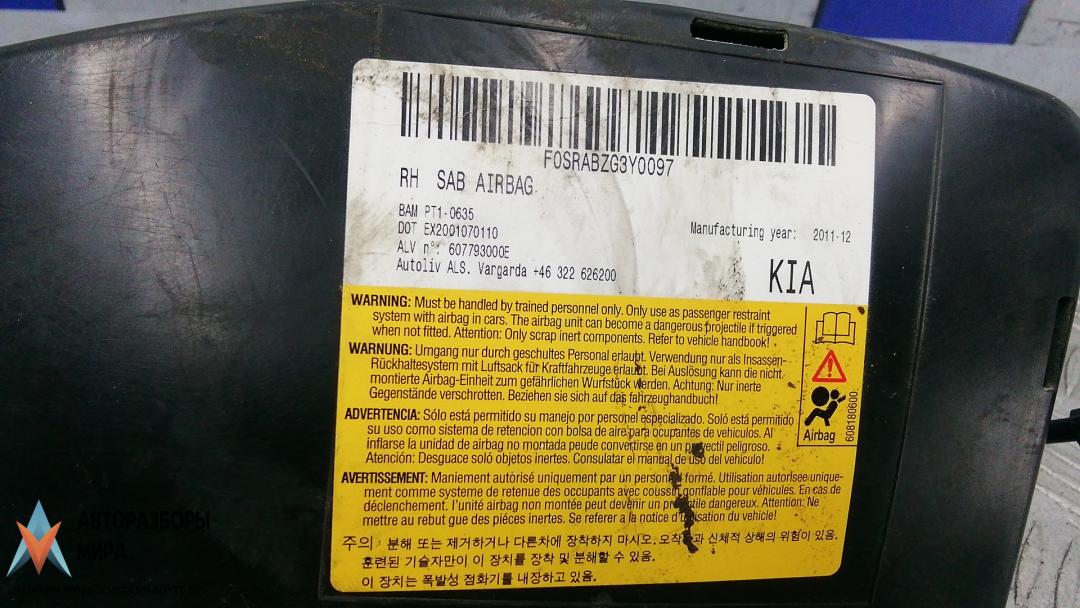 F0SRABZG3Y0097
RH SAB AIRBAG
BAM PT1-0635
DOT EX2001070110
ALV n°: 607793000E
Autoliv ALS. Vargarda +46 322 626200
Manufacturing year: 2011-12
KIA
WARNING: Must be handled by trained personnel only. Only use as passenger restraint
system with airbag in cars. The airbag unit can become a dangerous projectile if triggered
when not fitted. Attention: Only scrap inert components. Refer to vehicle handbook!
WARNUNG: Umgang nur durch geschultes Personal erlaubt. Verwendung nur als Insassen-
Rückhaltesystem mit Luftsack für Kraftfahrzeuge erlaubt. Bei Auslösung kann die nicht
montierte Airbag-Einheit zum gefährlichen Wurfstück werden. Achtung: Nur inerte
Gegenstände verschrotten. Beziehen sie sich auf das fahrzeughandbuch!
ADVERTENCIA: Sólo está permitido su manejo por personel especializado. Soló está permitido
su uso como sistema de retencion con bolsa de aire para ocupantes de vehiculos. Al
inflarse la unidad de airbag no montada peude convertirse en un proyectil peligroso.
Atención: Desguace soló objetos inertes. Consulatar el manual de uso del vehiculo!
AVERTISSEMENT: Maniement autorisé uniquement par un personnel formé. Utilisation autorisee unique-
ment comme systeme de retenue des occupants avec coussin gonflable pour véhicules. En cas de
déclenchement. l'unité airbag non montée peut devenir un projectile dangereux. Attention: Ne
mettre au rebut gue des piéces inertes. Se referer a la notice d'utilisation du vehicule!
주의 : 분해 또는 제거하거나 다른차에 장착하지 마시오. 오작동과 신체적 상해의 위험이 있음.
훈련된 기술자만이 이 장치를 장착 및 분해할 수 있음.
이 장치는 폭발성 점화기를 내장하고 있음.
Airbag
608180600
АВТОРАЗБОРЫ
МИРА